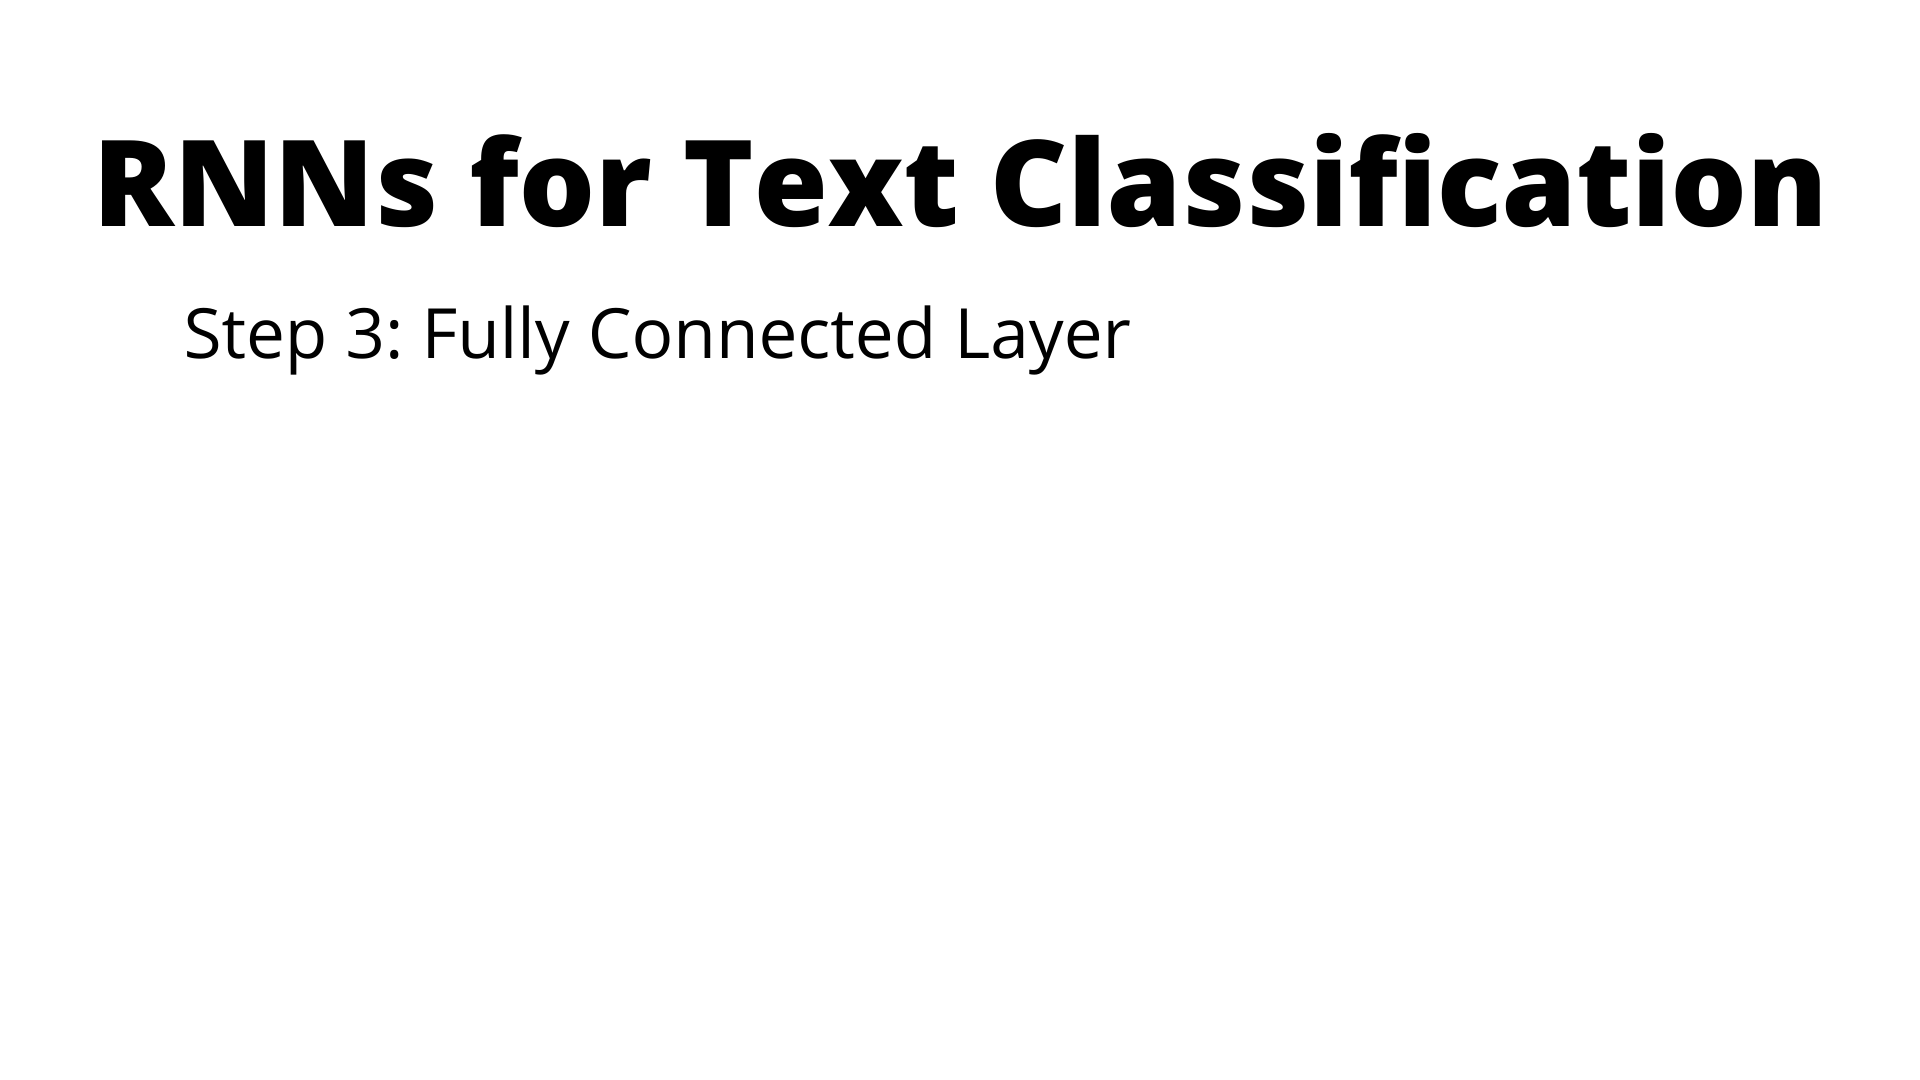 RNNs for Text Classification
Step 3: Fully Connected Layer